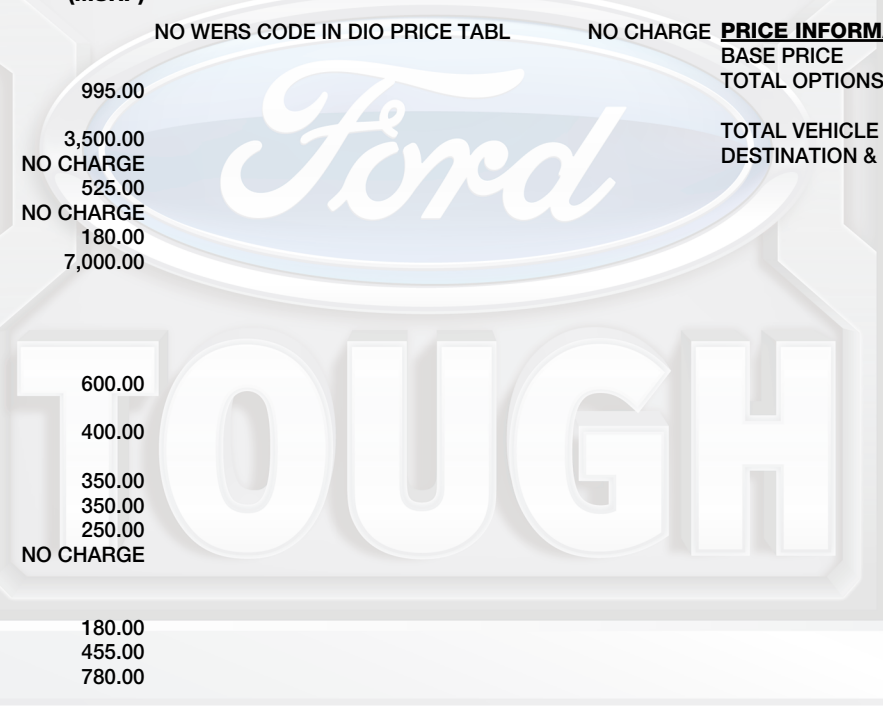 NO WERS CODE IN DIO PRICE TABL NO CHARGE
995.00
3,500.00
NO CHARGE
525.00
NO CHARGE
180.00
7,000.00
600.00
400.00
350.00
350.00
250.00
NO CHARGE
180.00
455.00
780.00
PRICE INFORM
BASE PRICE
TOTAL OPTIONS
TOTAL VEHICLE
DESTINATION &
Ford
TOUGH